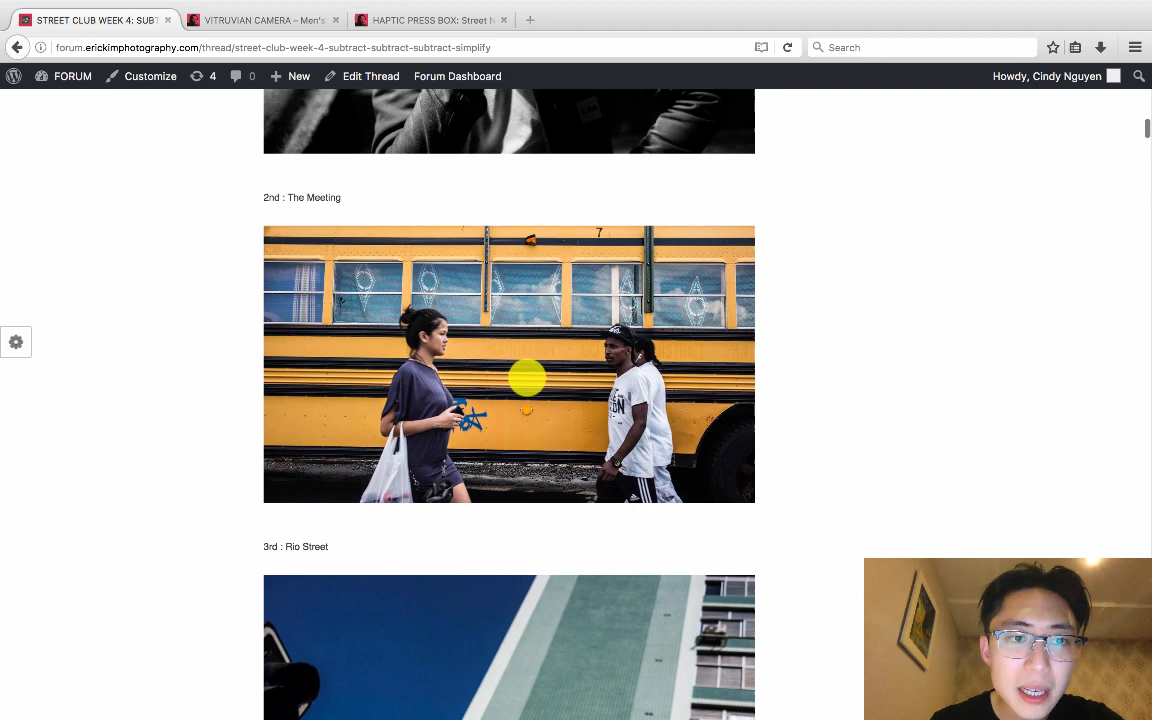 STREET CLUB WEEK 4: SUBT
VITRUVIAN CAMERA – Men's
HAPTIC PRESS BOX: Street N
forum.erickimphotography.com/thread/street-club-week-4-subtract-subtract-subtract-simplify
Search
FORUM
Customize
4
0
New
Edit Thread
Forum Dashboard
Howdy, Cindy Nguyen
2nd : The Meeting
7
3rd : Rio Street